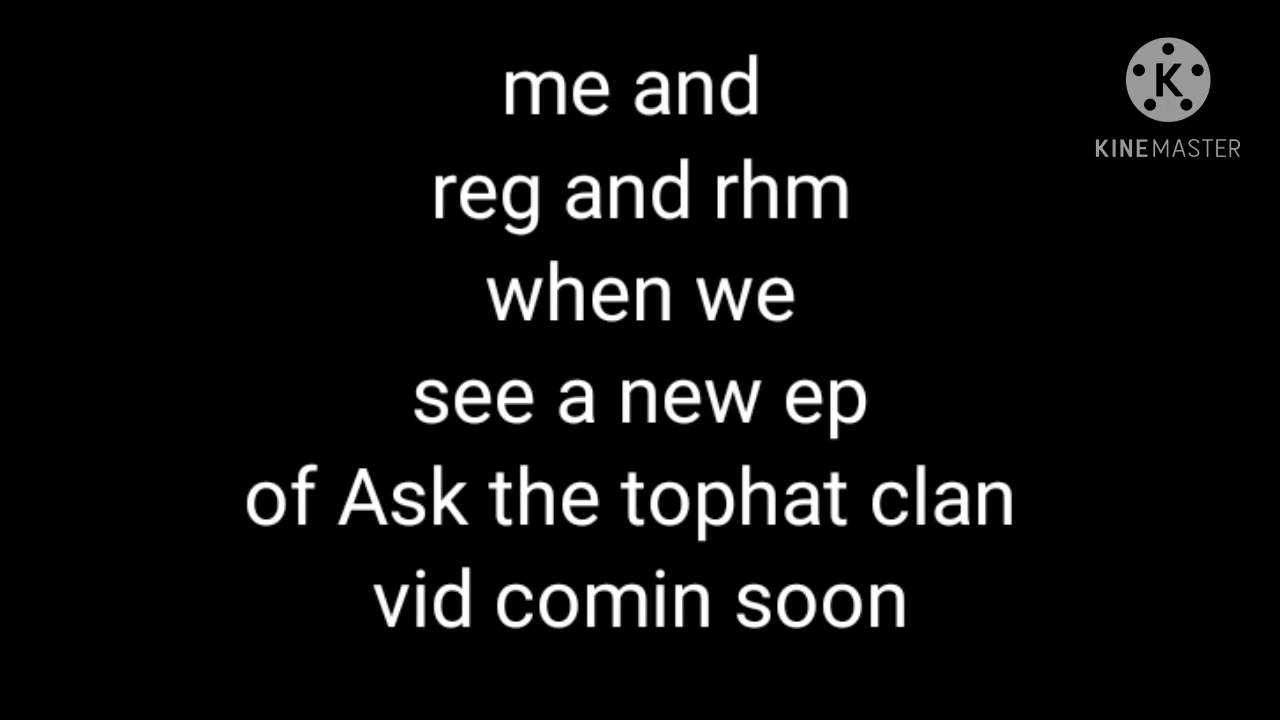 me and
reg and rhm
when we
see a new ep
of Ask the tophat clan
vid comin soon
K
KINEMASTER